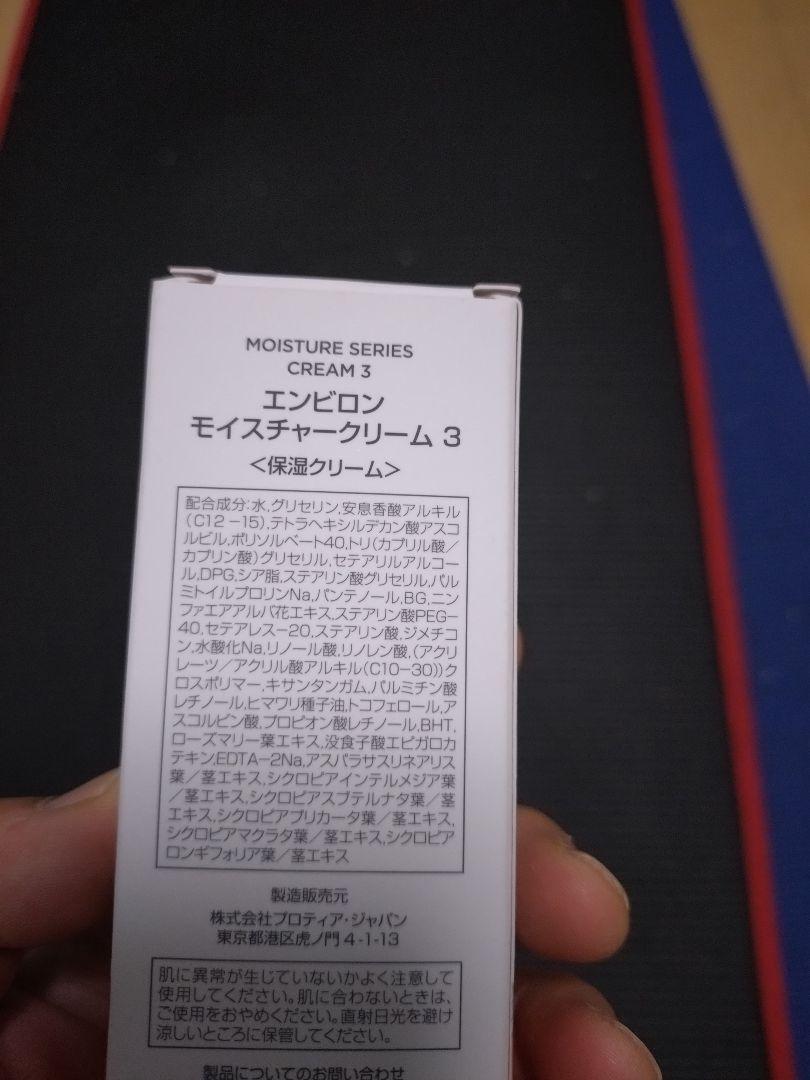 MOISTURE SERIES
CREAM 3
エンビロン
モイスチャークリーム 3
＜保湿クリーム＞
配合成分：水,グリセリン,安息香酸アルキル
（C12－15）,テトラヘキシルデカン酸アスコ
ルビル,ポリソルベート40,トリ（カプリル酸／
カプリン酸）グリセリル,セテアリルアルコー
ル,DPG,シア脂,ステアリン酸グリセリル,パル
ミトイルプロリンNa,パンテノール,BG,ニン
ファエアアルバ花エキス,ステアリン酸PEG－
40,セテアレス－20,ステアリン酸,ジメチコ
ン,水酸化Na,リノール酸,リノレン酸,（アクリ
レーツ／アクリル酸アルキル（C10－30））ク
ロスポリマー,キサンタンガム,パルミチン酸
レチノール,ヒマワリ種子油,トコフェロール,ア
スコルビン酸,プロピオン酸レチノール,BHT,
ローズマリー葉エキス,没食子酸エピガロカ
テキン,EDTA－2Na,アスパラサスリネアリス
葉／茎エキス,シクロピアインテルメジア葉
／茎エキス,シクロピアスブテルナタ葉／茎
エキス,シクロピアプリカータ葉／茎エキス,
シクロピアマクラタ葉／茎エキス,シクロピア
ロンギフォリア葉／茎エキス
製造販売元
株式会社プロティア・ジャパン
東京都港区虎ノ門 4-1-13
肌に異常が生じていないかよく注意して
使用してください。肌に合わないときは、
ご使用をおやめください。直射日光を避け
涼しいところに保管してください。
製品についてのお問い合わせ